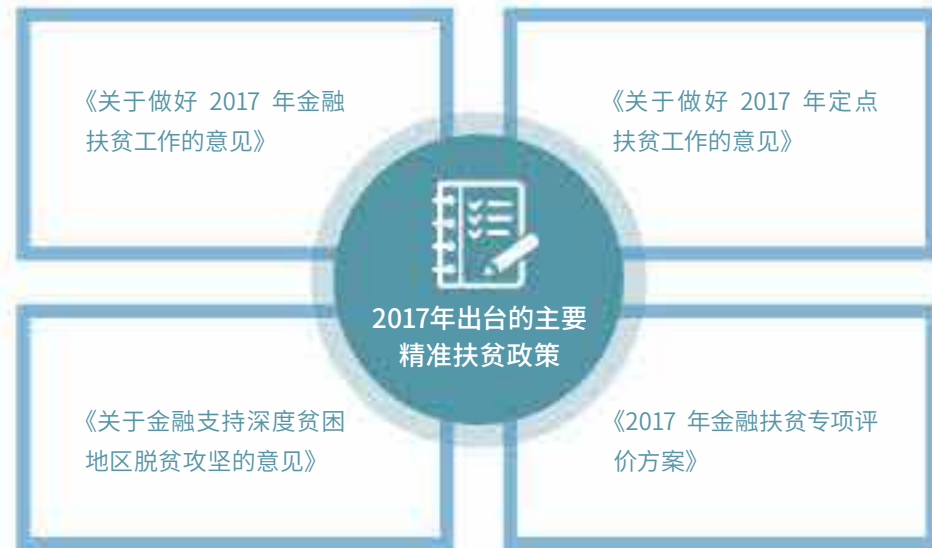 《关于做好 2017 年金融
扶贫工作的意见》
《关于做好 2017 年定点
扶贫工作的意见》
2017年出台的主要
精准扶贫政策
《关于金融支持深度贫困
地区脱贫攻坚的意见》
《2017 年金融扶贫专项评
价方案》